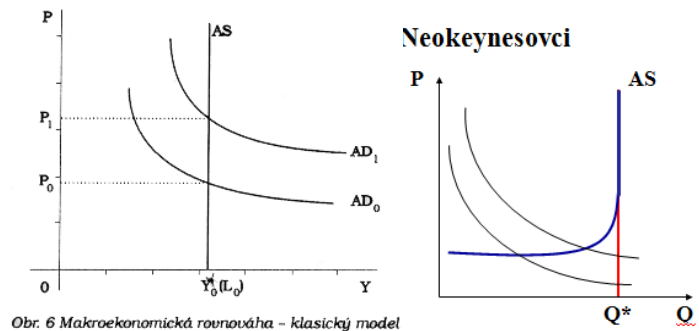 P
AS
P₁
AD₁
P₀
AD₀
0
Y₀(L₀)
Y
Obr. 6 Makroekonomická rovnováha – klasický model
Neokeynesovci
P
AS
Q*
Q